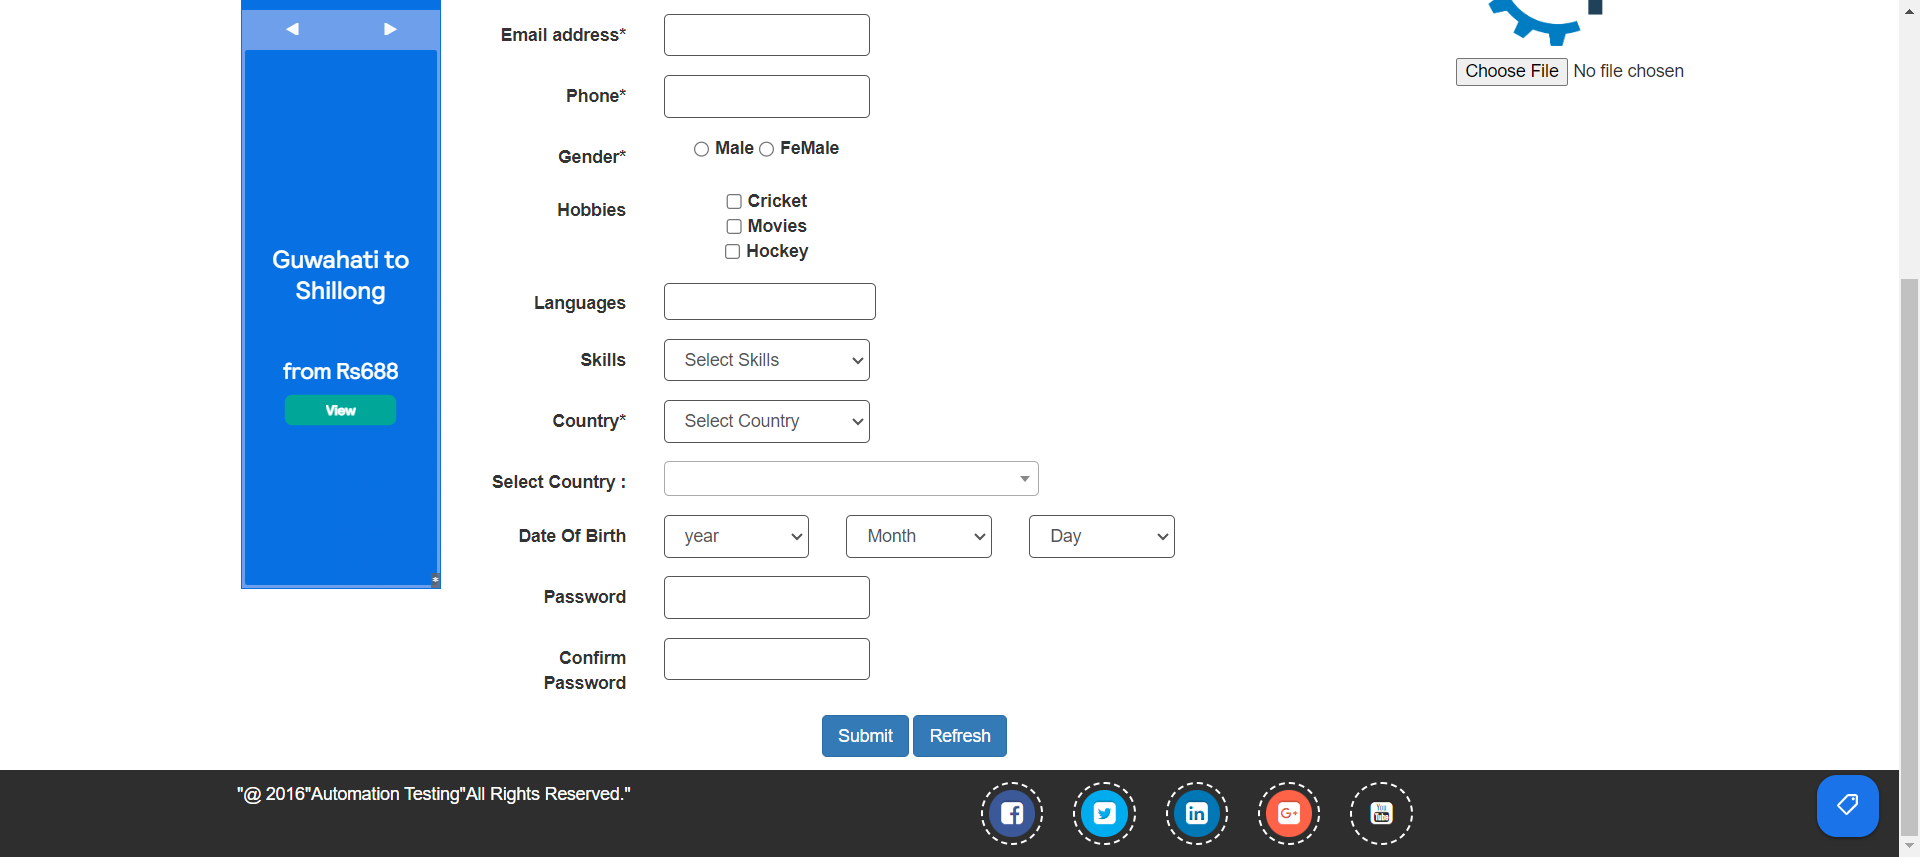 Email address*
Choose File No file chosen
Phone*
Gender*
Male FeMale
Hobbies
Cricket
Movies
Hockey
Guwahati to
Shillong
from Rs688
View
Languages
Skills
Select Skills
Country*
Select Country
Select Country :
Date Of Birth
year Month Day
Password
Confirm
Password
Submit Refresh
"@ 2016"Automation Testing"All Rights Reserved."
G+
You
Tube